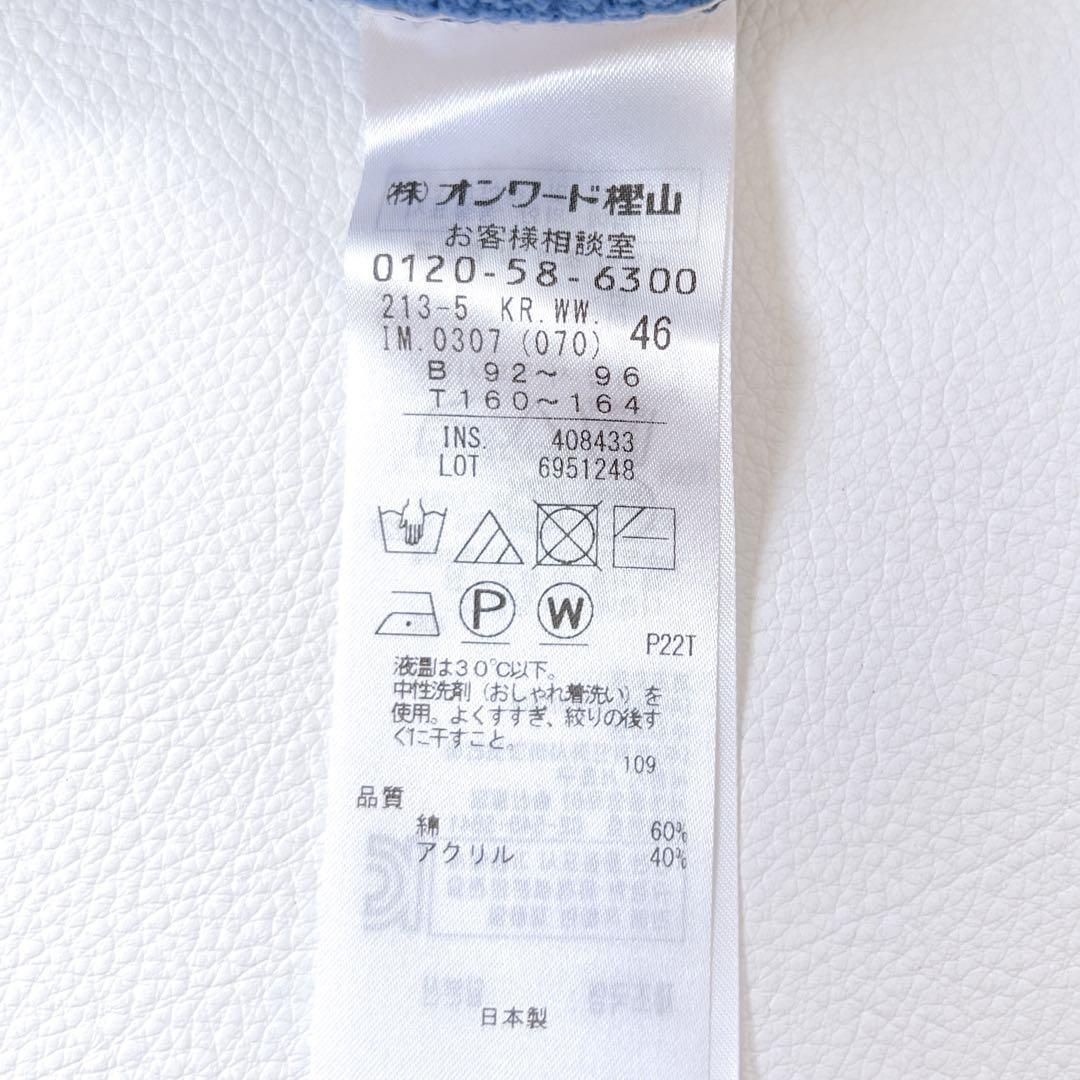 (株)オンワード樫山
お客様相談室
0120-58-6300
213-5 KR.WW. 46
IM.0307 (070)
B 92～ 96
T160～164
INS. 408433
LOT 6951248
P
W
P22T
液温は30℃以下。
中性洗剤（おしゃれ着洗い）を
使用。よくすすぎ、絞りの後す
ぐに干すこと。
109
品質
綿 60%
アクリル 40%
日本製